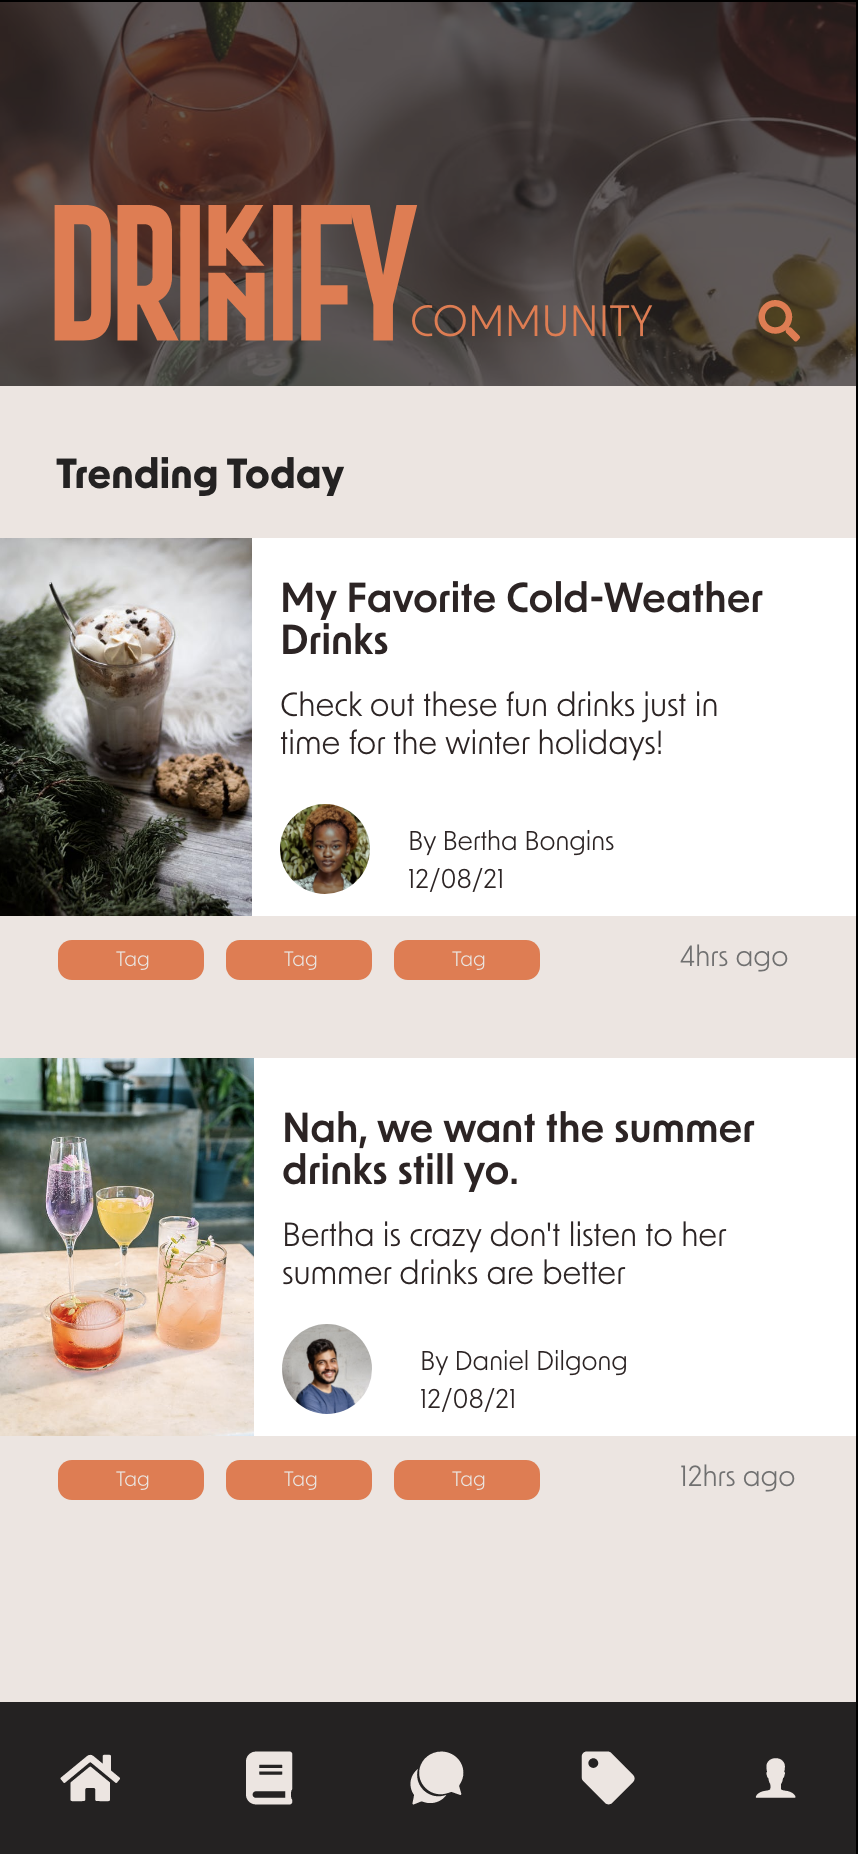 DRINKIFY COMMUNITY
Trending Today
My Favorite Cold-Weather
Drinks
Check out these fun drinks just in
time for the winter holidays!
By Bertha Bongins
12/08/21
Tag Tag Tag 4hrs ago
Nah, we want the summer
drinks still yo.
Bertha is crazy don't listen to her
summer drinks are better
By Daniel Dilgong
12/08/21
Tag Tag Tag 12hrs ago